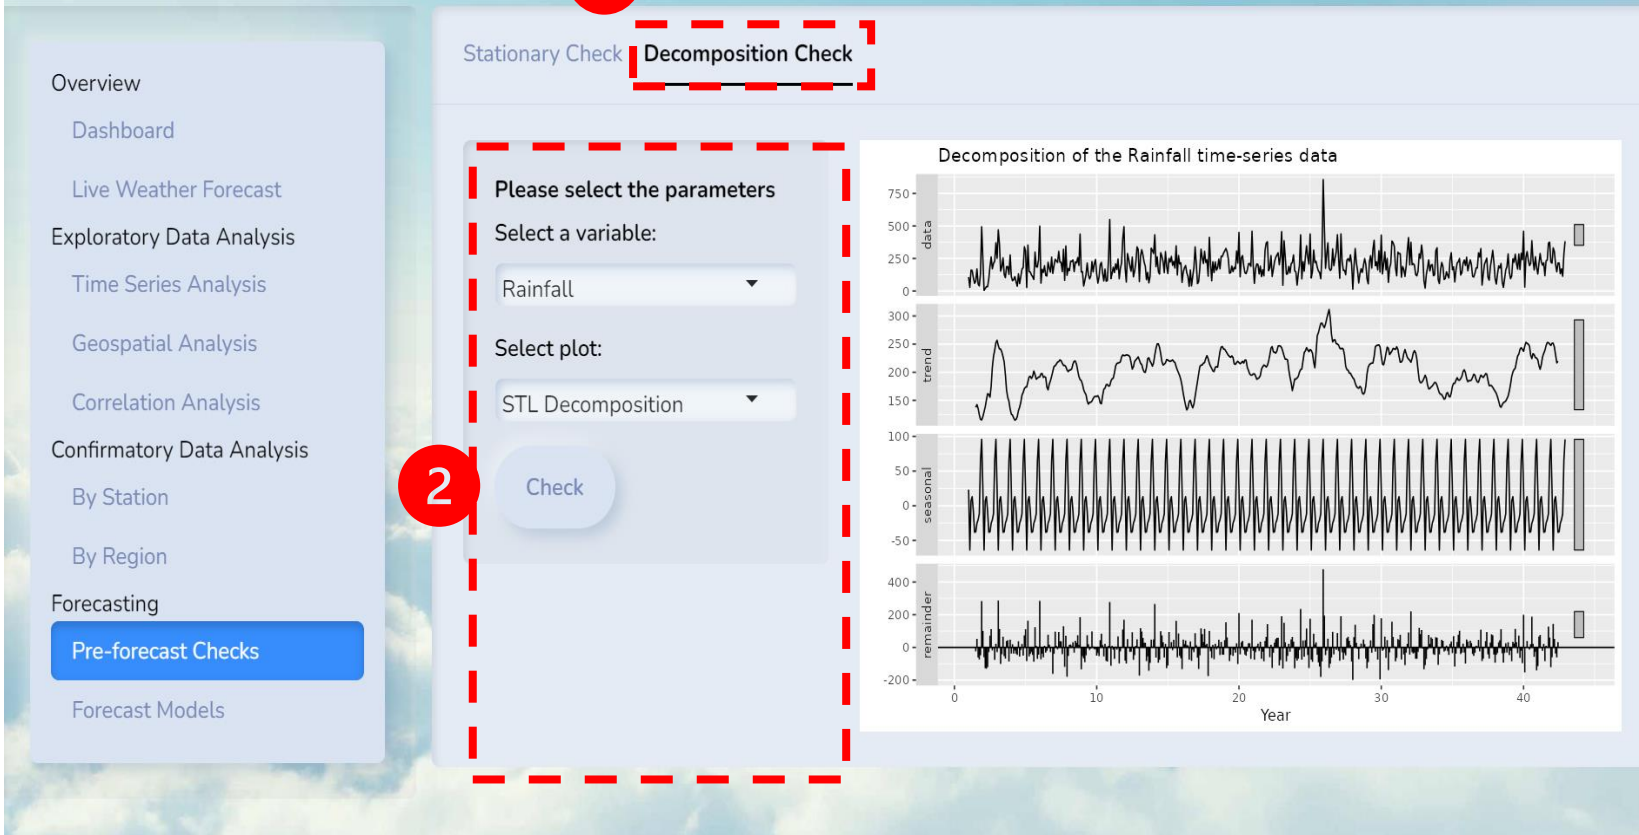 Overview
Dashboard
Live Weather Forecast
Exploratory Data Analysis
Time Series Analysis
Geospatial Analysis
Correlation Analysis
Confirmatory Data Analysis
By Station
By Region
Forecasting
Pre-forecast Checks
Forecast Models
Stationary Check Decomposition Check
2
Please select the parameters
Select a variable:
Rainfall
Select plot:
STL Decomposition
Check
Decomposition of the Rainfall time-series data
750
500
250
0
data
300
250
200
150
trend
100
50
0
-50
seasonal
400
200
0
-200
remainder
0 10 20 30 40
Year